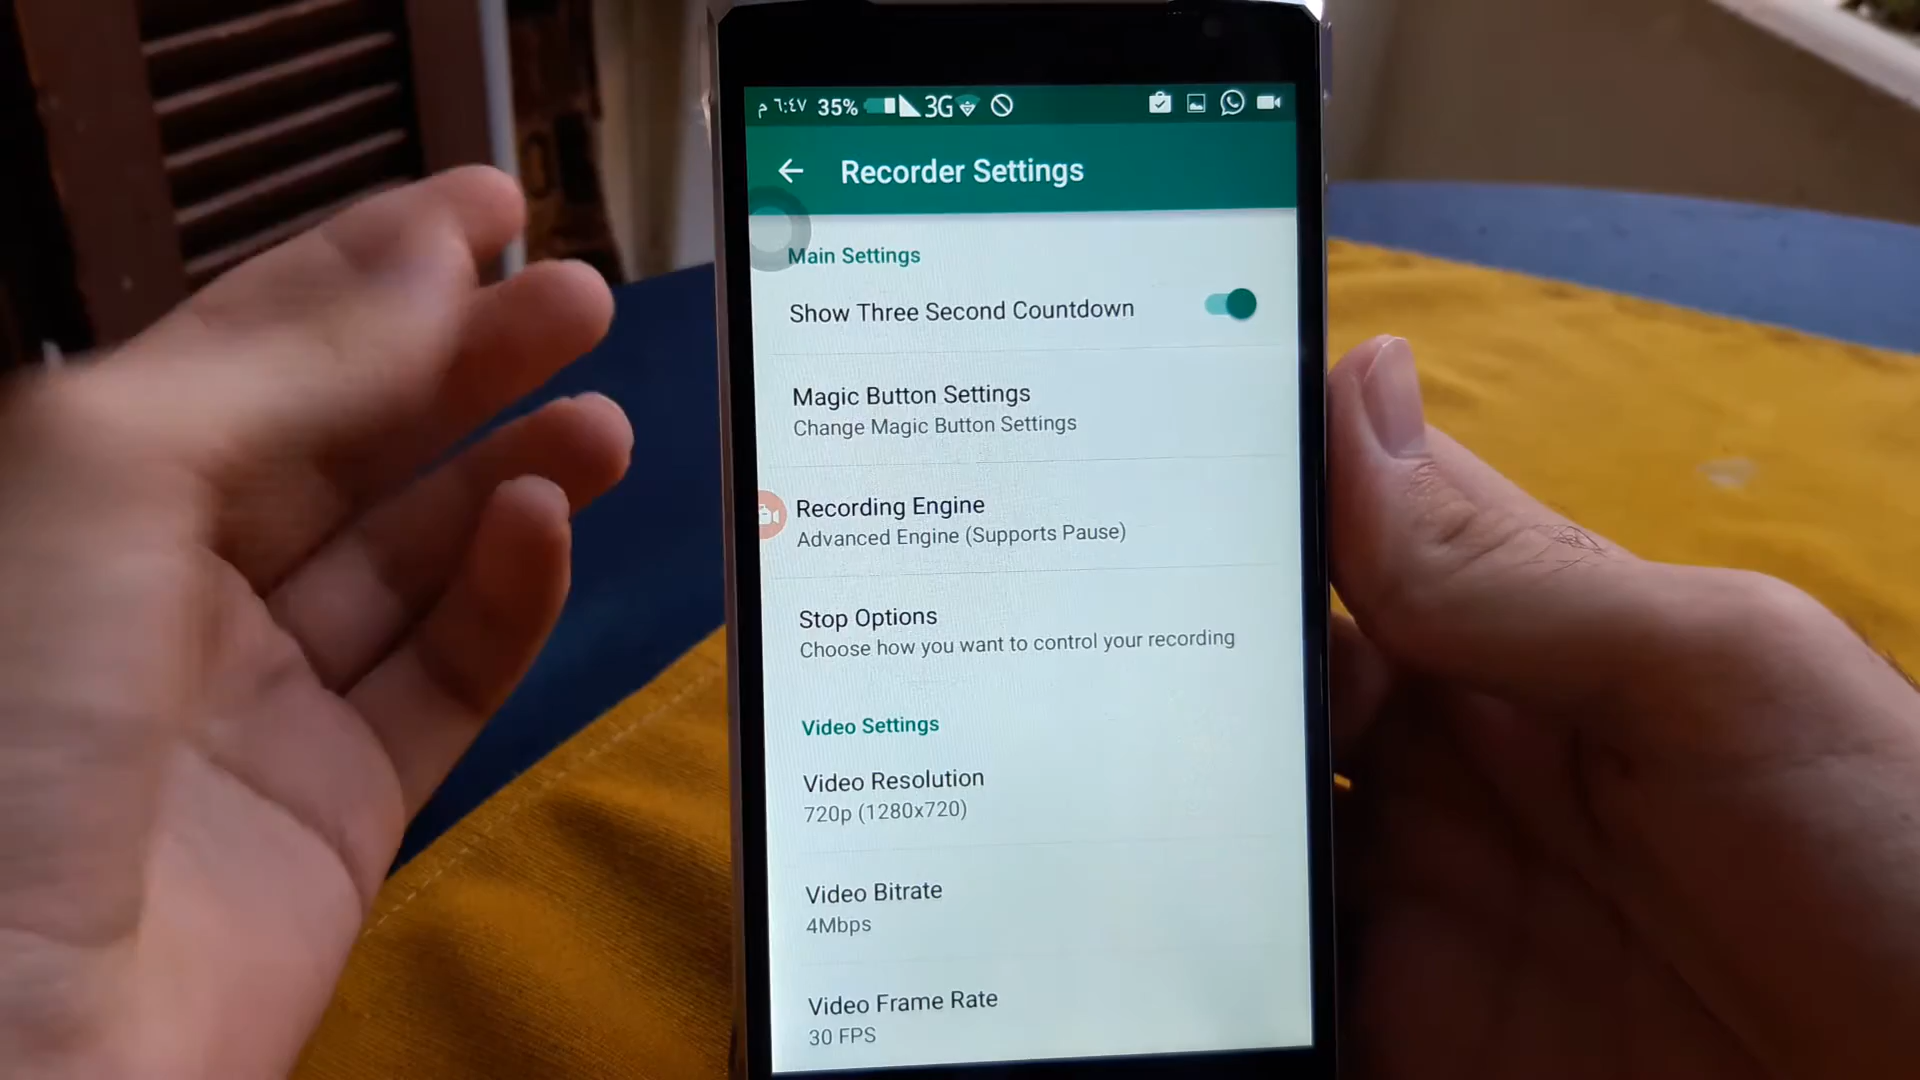 م ٦:٤٧ 35% 3G
Recorder Settings
Main Settings
Show Three Second Countdown
Magic Button Settings
Change Magic Button Settings
Recording Engine
Advanced Engine (Supports Pause)
Stop Options
Choose how you want to control your recording
Video Settings
Video Resolution
720p (1280x720)
Video Bitrate
4Mbps
Video Frame Rate
30 FPS